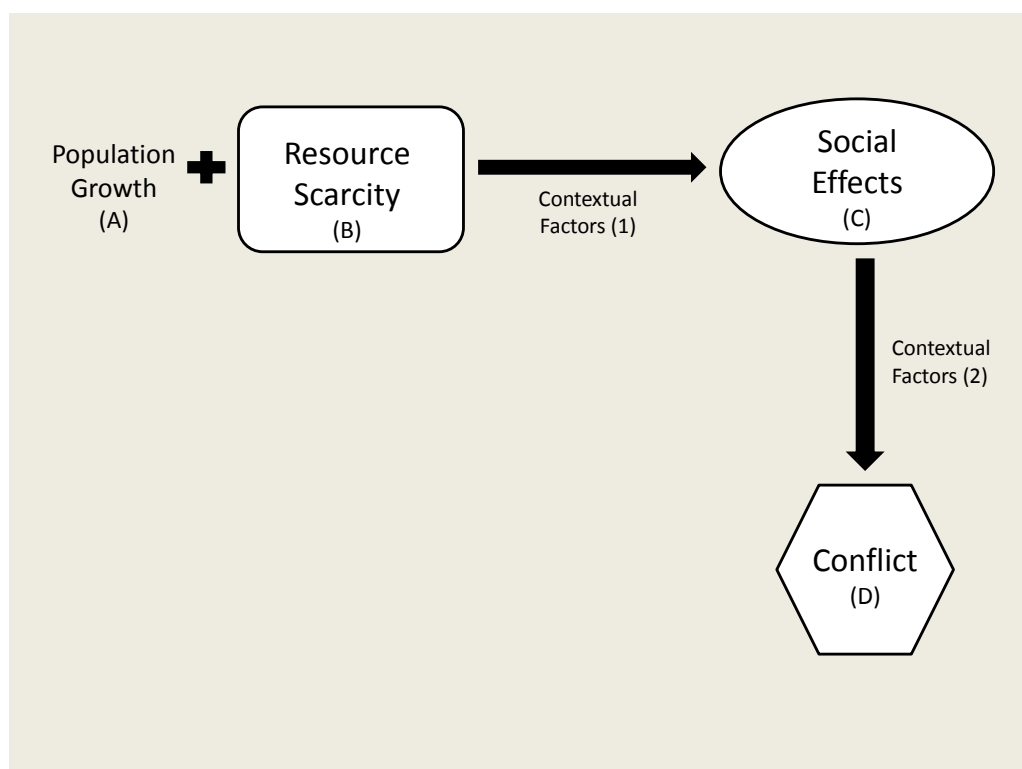 Population
Growth
(A)
Resource
Scarcity
(B)
Contextual
Factors (1)
Social
Effects
(C)
Contextual
Factors (2)
Conflict
(D)